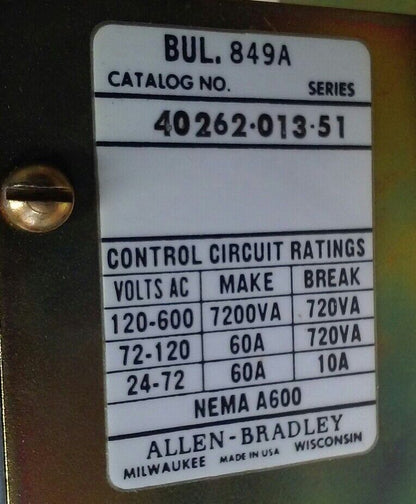 BUL. 849A
CATALOG NO. SERIES
40262-013-51
CONTROL CIRCUIT RATINGS
VOLTS AC MAKE BREAK
120-600 7200VA 720VA
72-120 60A 720VA
24-72 60A 10A
NEMA A600
ALLEN-BRADLEY
MILWAUKEE MADE IN USA WISCONSIN